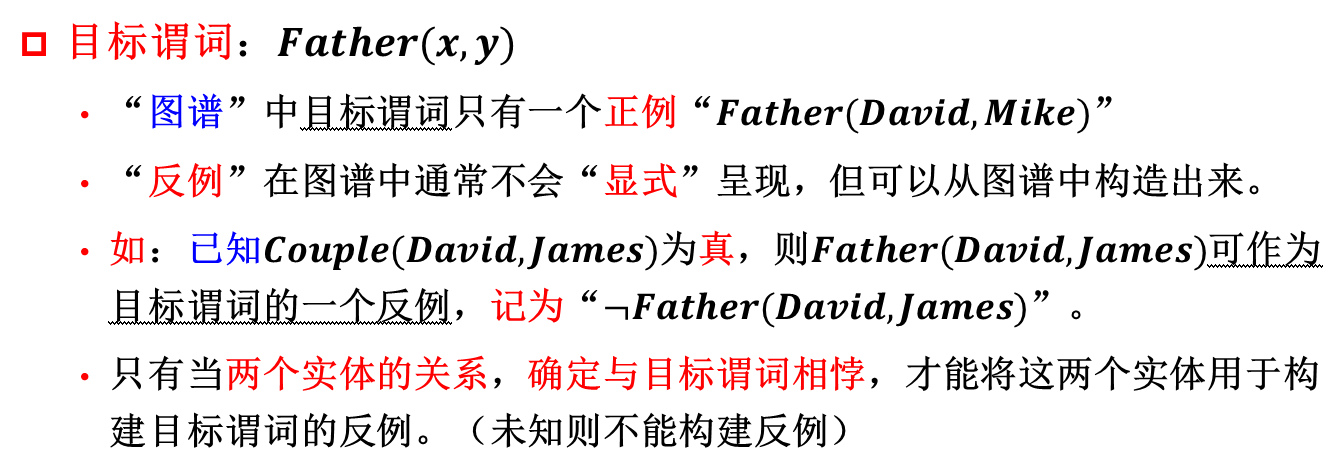 目标谓词：Father(x,y)
“图谱”中目标谓词只有一个正例“Father(David,Mike)”
“反例”在图谱中通常不会“显式”呈现，但可以从图谱中构造出来。
如：已知Couple(David,James)为真，则Father(David,James)可作为
目标谓词的一个反例，记为“¬Father(David,James)”。
只有当两个实体的关系，确定与目标谓词相悖，才能将这两个实体用于构
建目标谓词的反例。（未知则不能构建反例）